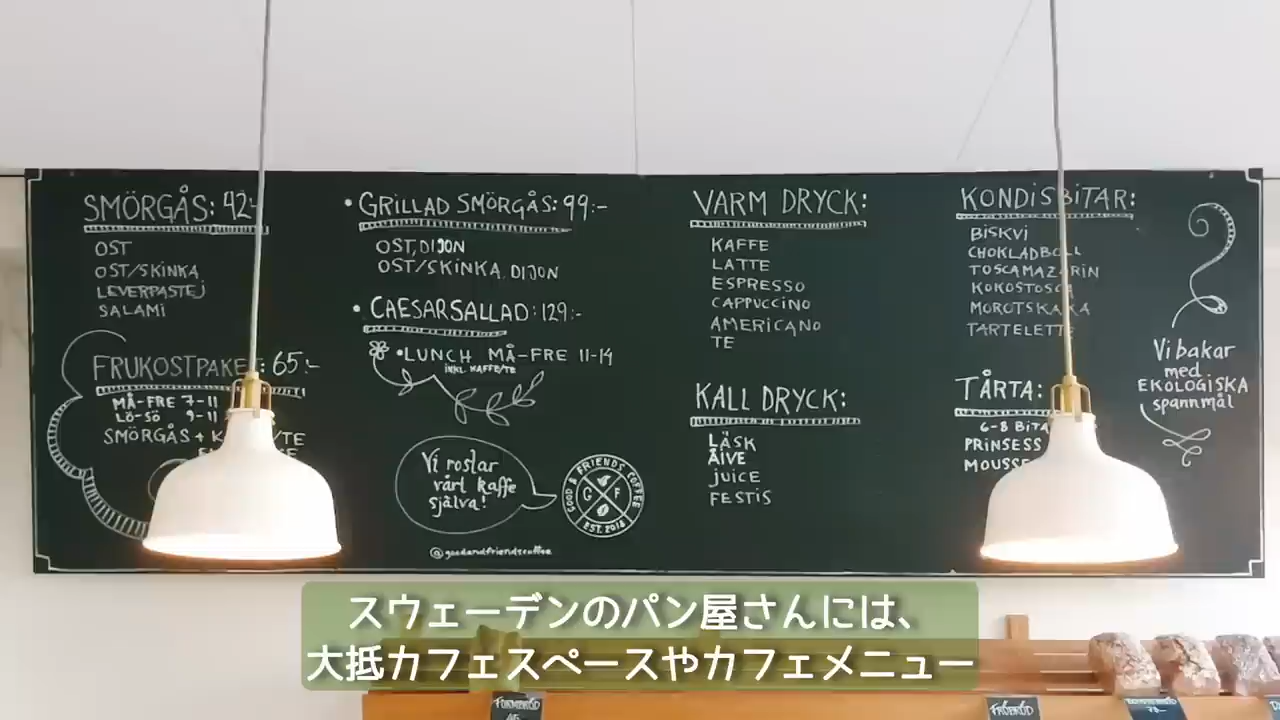 SMÖRGÅS: 42:-
OST
OST/SKINKA
LEVERPASTEJ
SALAMI
FRUKOSTPAKET: 65:-
MÅ-FRE 7-11
LÖ-SÖ 9-11
SMÖRGÅS +
• GRILLAD SMÖRGÅS: 99:-
OST, DIJON
OST/SKINKA, DIJON
• CAESARSALLAD: 129:-
• LUNCH MÅ-FRE 11-14
INKL. KAFFE/TE
Vi rostar
vårt kaffe
själva!
GOOD & FRIENDS COFFEE
G F
EST. 2018
@goodandfriendscoffee
VARM DRYCK:
KAFFE
LATTE
ESPRESSO
CAPPUCCINO
AMERICANO
TE
KALL DRYCK:
LÄSK
ÄIVE
JUICE
FESTIS
KONDISBITAR:
BISKVI
CHOKLADBOLL
TOSCAMAZARIN
KOKOSTOSCA
MOROTSKAKA
TARTELETT
TÅRTA:
6-8 BITA
PRINSESS
MOUSSE
Vi bakar
med
EKOLOGISKA
spannmål
スウェーデンのパン屋さんには、
大抵カフェスペースやカフェメニュー
FORMBRÖD
FRÖBRÖD